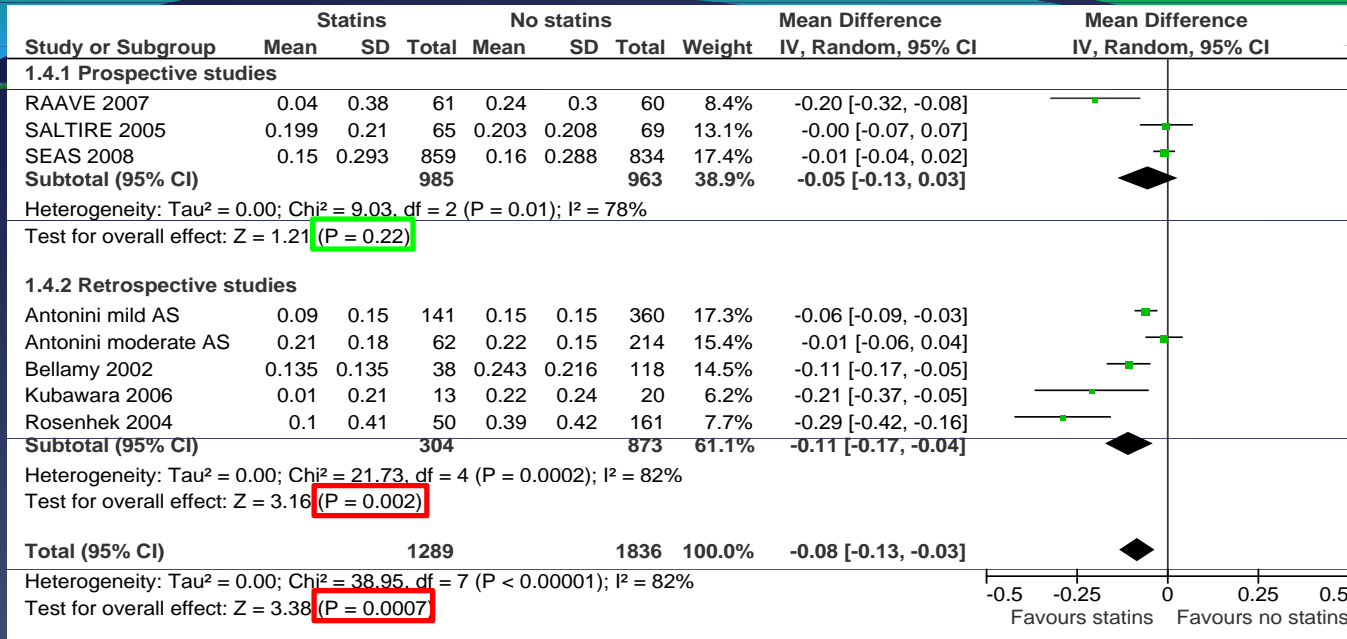 Statins No statins Mean Difference Mean Difference
Study or Subgroup Mean SD Total Mean SD Total Weight IV, Random, 95% CI IV, Random, 95% CI
1.4.1 Prospective studies
RAAVE 2007 0.04 0.38 61 0.24 0.3 60 8.4% -0.20 [-0.32, -0.08]
SALTIRE 2005 0.199 0.21 65 0.203 0.208 69 13.1% -0.00 [-0.07, 0.07]
SEAS 2008 0.15 0.293 859 0.16 0.288 834 17.4% -0.01 [-0.04, 0.02]
Subtotal (95% CI) 985 963 38.9% -0.05 [-0.13, 0.03]
Heterogeneity: Tau² = 0.00; Chi² = 9.03, df = 2 (P = 0.01); I² = 78%
Test for overall effect: Z = 1.21 (P = 0.22)
1.4.2 Retrospective studies
Antonini mild AS 0.09 0.15 141 0.15 0.15 360 17.3% -0.06 [-0.09, -0.03]
Antonini moderate AS 0.21 0.18 62 0.22 0.15 214 15.4% -0.01 [-0.06, 0.04]
Bellamy 2002 0.135 0.135 38 0.243 0.216 118 14.5% -0.11 [-0.17, -0.05]
Kubawara 2006 0.01 0.21 13 0.22 0.24 20 6.2% -0.21 [-0.37, -0.05]
Rosenhek 2004 0.1 0.41 50 0.39 0.42 161 7.7% -0.29 [-0.42, -0.16]
Subtotal (95% CI) 304 873 61.1% -0.11 [-0.17, -0.04]
Heterogeneity: Tau² = 0.00; Chi² = 21.73, df = 4 (P = 0.0002); I² = 82%
Test for overall effect: Z = 3.16 (P = 0.002)
Total (95% CI) 1289 1836 100.0% -0.08 [-0.13, -0.03]
Heterogeneity: Tau² = 0.00; Chi² = 38.95, df = 7 (P < 0.00001); I² = 82%
Test for overall effect: Z = 3.38 (P = 0.0007)
-0.5 -0.25 0 0.25 0.5
Favours statins Favours no statins